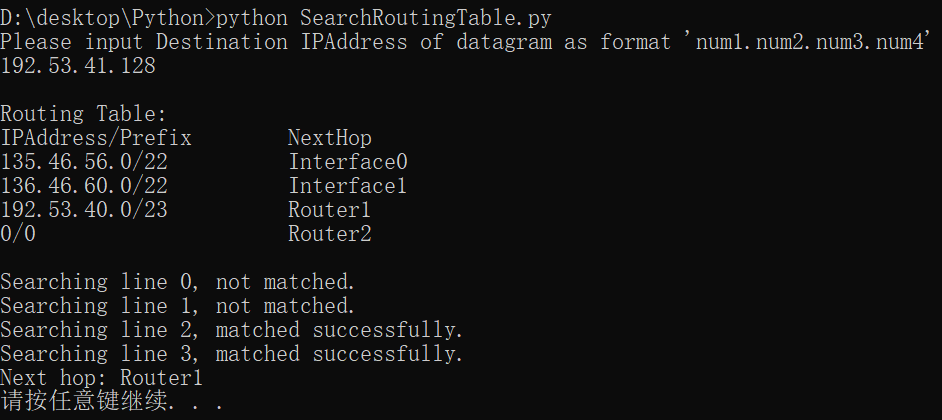 D:\desktop\Python>python SearchRoutingTable.py
Please input Destination IPAddress of datagram as format 'num1.num2.num3.num4'
192.53.41.128
Routing Table:
IPAddress/Prefix        NextHop
135.46.56.0/22          Interface0
136.46.60.0/22          Interface1
192.53.40.0/23          Router1
0/0                     Router2
Searching line 0, not matched.
Searching line 1, not matched.
Searching line 2, matched successfully.
Searching line 3, matched successfully.
Next hop: Router1
请按任意键继续. . .